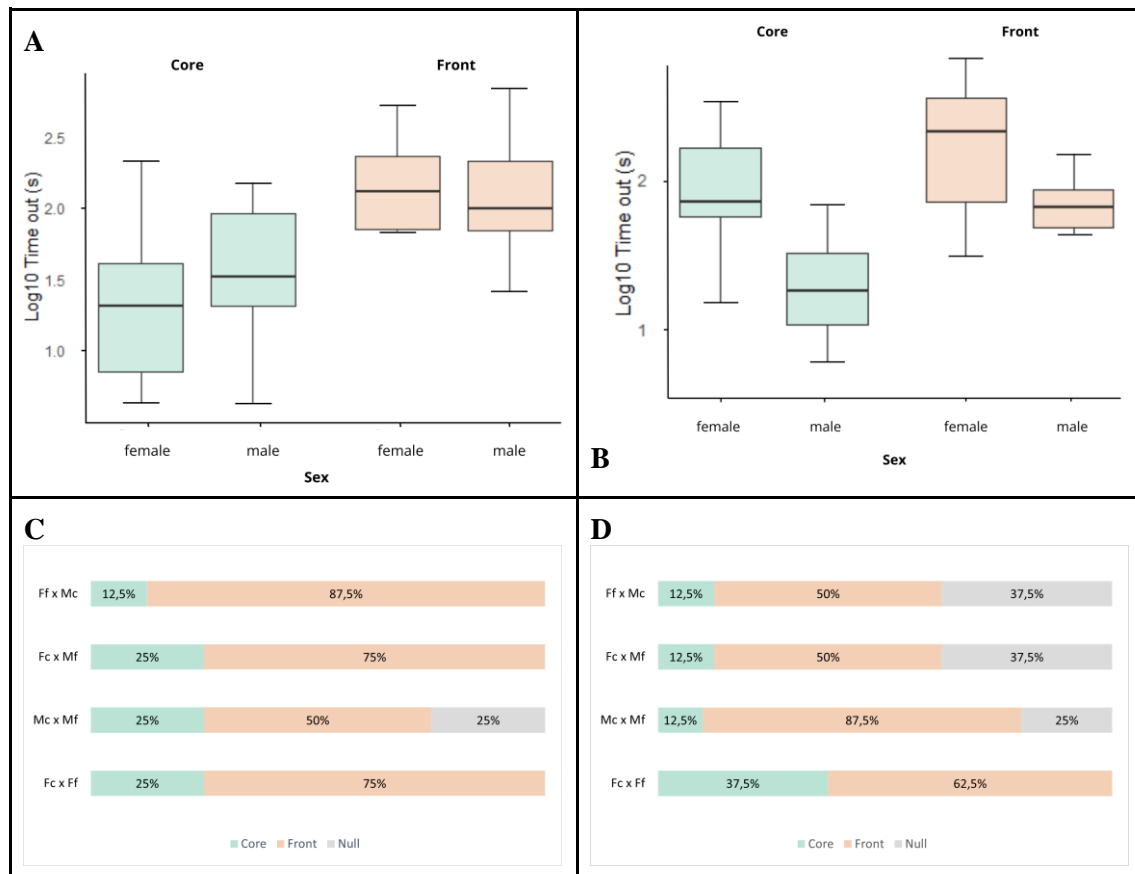 A
Core Front
Log10 Time out (s)
2.5
2.0
1.5
1.0
female male female male
Sex
Core Front
Log10 Time out (s)
2
1
female male female male
B
Sex
C
Ff x Mc 12,5% 87,5%
Fc x Mf 25% 75%
Mc x Mf 25% 50% 25%
Fc x Ff 25% 75%
Core Front Null
D
Ff x Mc 12,5% 50% 37,5%
Fc x Mf 12,5% 50% 37,5%
Mc x Mf 12,5% 87,5% 25%
Fc x Ff 37,5% 62,5%
Core Front Null